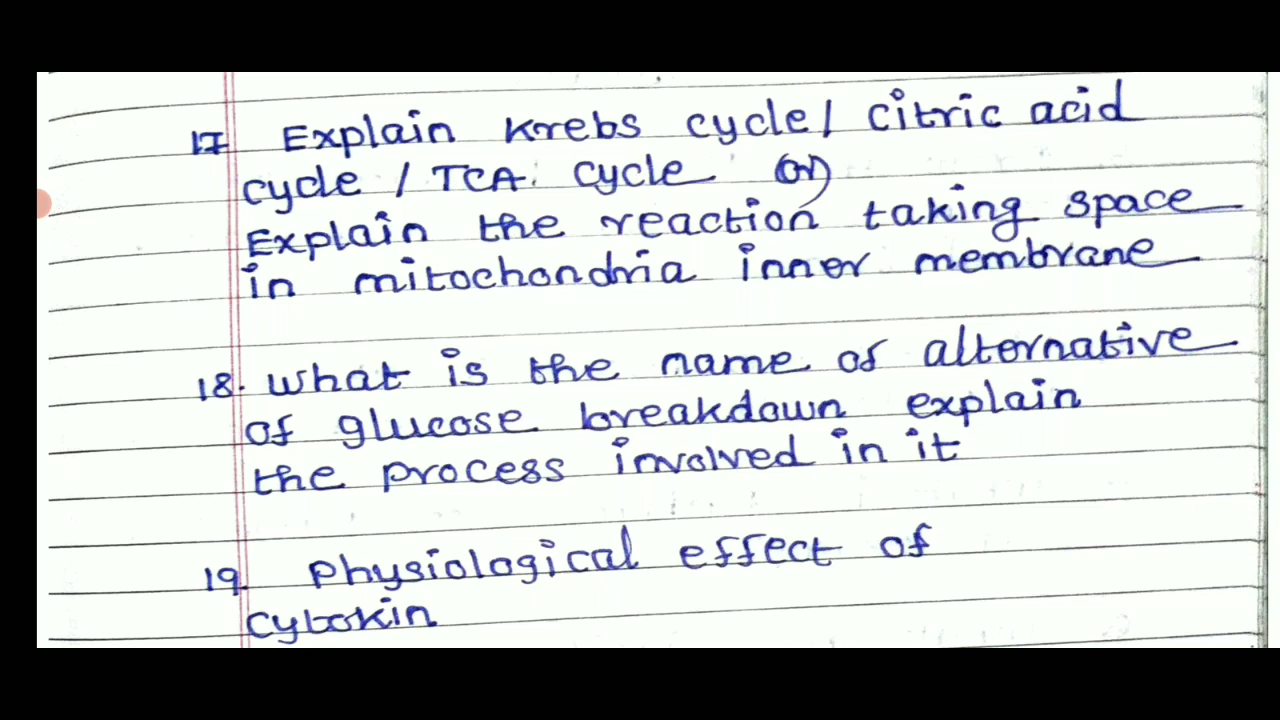 17 Explain Krebs cycle/ citric acid
cycle / TCA. cycle (or)
Explain the reaction taking space
in mitochondria inner membrane
18. What is the name of alternative
of glucose breakdown explain
the process involved in it
19. Physiological effect of
cytokin